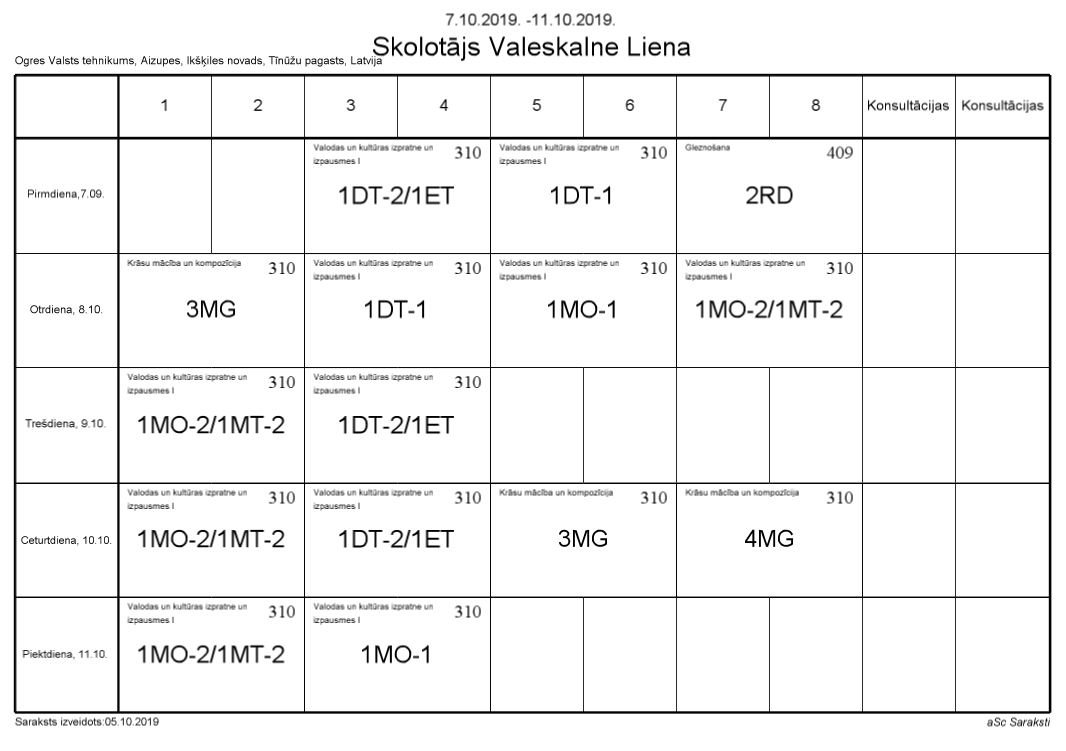 7.10.2019. -11.10.2019.
Skolotājs Valeskalne Liena
Ogres Valsts tehnikums, Aizupes, Ikšķiles novads, Tīnūžu pagasts, Latvija
1 2 3 4 5 6 7 8 Konsultācijas Konsultācijas
Pirmdiena,7.09.
Valodas un kultūras izpratne un
izpausmes I
310
1DT-2/1ET
Valodas un kultūras izpratne un
izpausmes I
310
1DT-1
Gleznošana
409
2RD
Otrdiena, 8.10.
Krāsu mācība un kompozīcija
310
3MG
Valodas un kultūras izpratne un
izpausmes I
310
1DT-1
Valodas un kultūras izpratne un
izpausmes I
310
1MO-1
Valodas un kultūras izpratne un
izpausmes I
310
1MO-2/1MT-2
Trešdiena, 9.10.
Valodas un kultūras izpratne un
izpausmes I
310
1MO-2/1MT-2
Valodas un kultūras izpratne un
izpausmes I
310
1DT-2/1ET
Ceturtdiena, 10.10.
Valodas un kultūras izpratne un
izpausmes I
310
1MO-2/1MT-2
Valodas un kultūras izpratne un
izpausmes I
310
1DT-2/1ET
Krāsu mācība un kompozīcija
310
3MG
Krāsu mācība un kompozīcija
310
4MG
Piektdiena, 11.10.
Valodas un kultūras izpratne un
izpausmes I
310
1MO-2/1MT-2
Valodas un kultūras izpratne un
izpausmes I
310
1MO-1
Saraksts izveidots:05.10.2019
aSc Saraksti